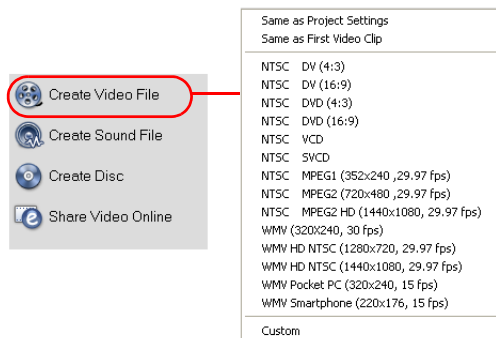 Create Video File
Create Sound File
Create Disc
Share Video Online
Same as Project Settings
Same as First Video Clip
NTSC DV (4:3)
NTSC DV (16:9)
NTSC DVD (4:3)
NTSC DVD (16:9)
NTSC VCD
NTSC SVCD
NTSC MPEG1 (352x240 ,29.97 fps)
NTSC MPEG2 (720x480 ,29.97 fps)
NTSC MPEG2 HD (1440x1080, 29.97 fps)
WMV (320X240, 30 fps)
WMV HD NTSC (1280x720, 29.97 fps)
WMV HD NTSC (1440x1080, 29.97 fps)
WMV Pocket PC (320x240, 15 fps)
WMV Smartphone (220x176, 15 fps)
Custom